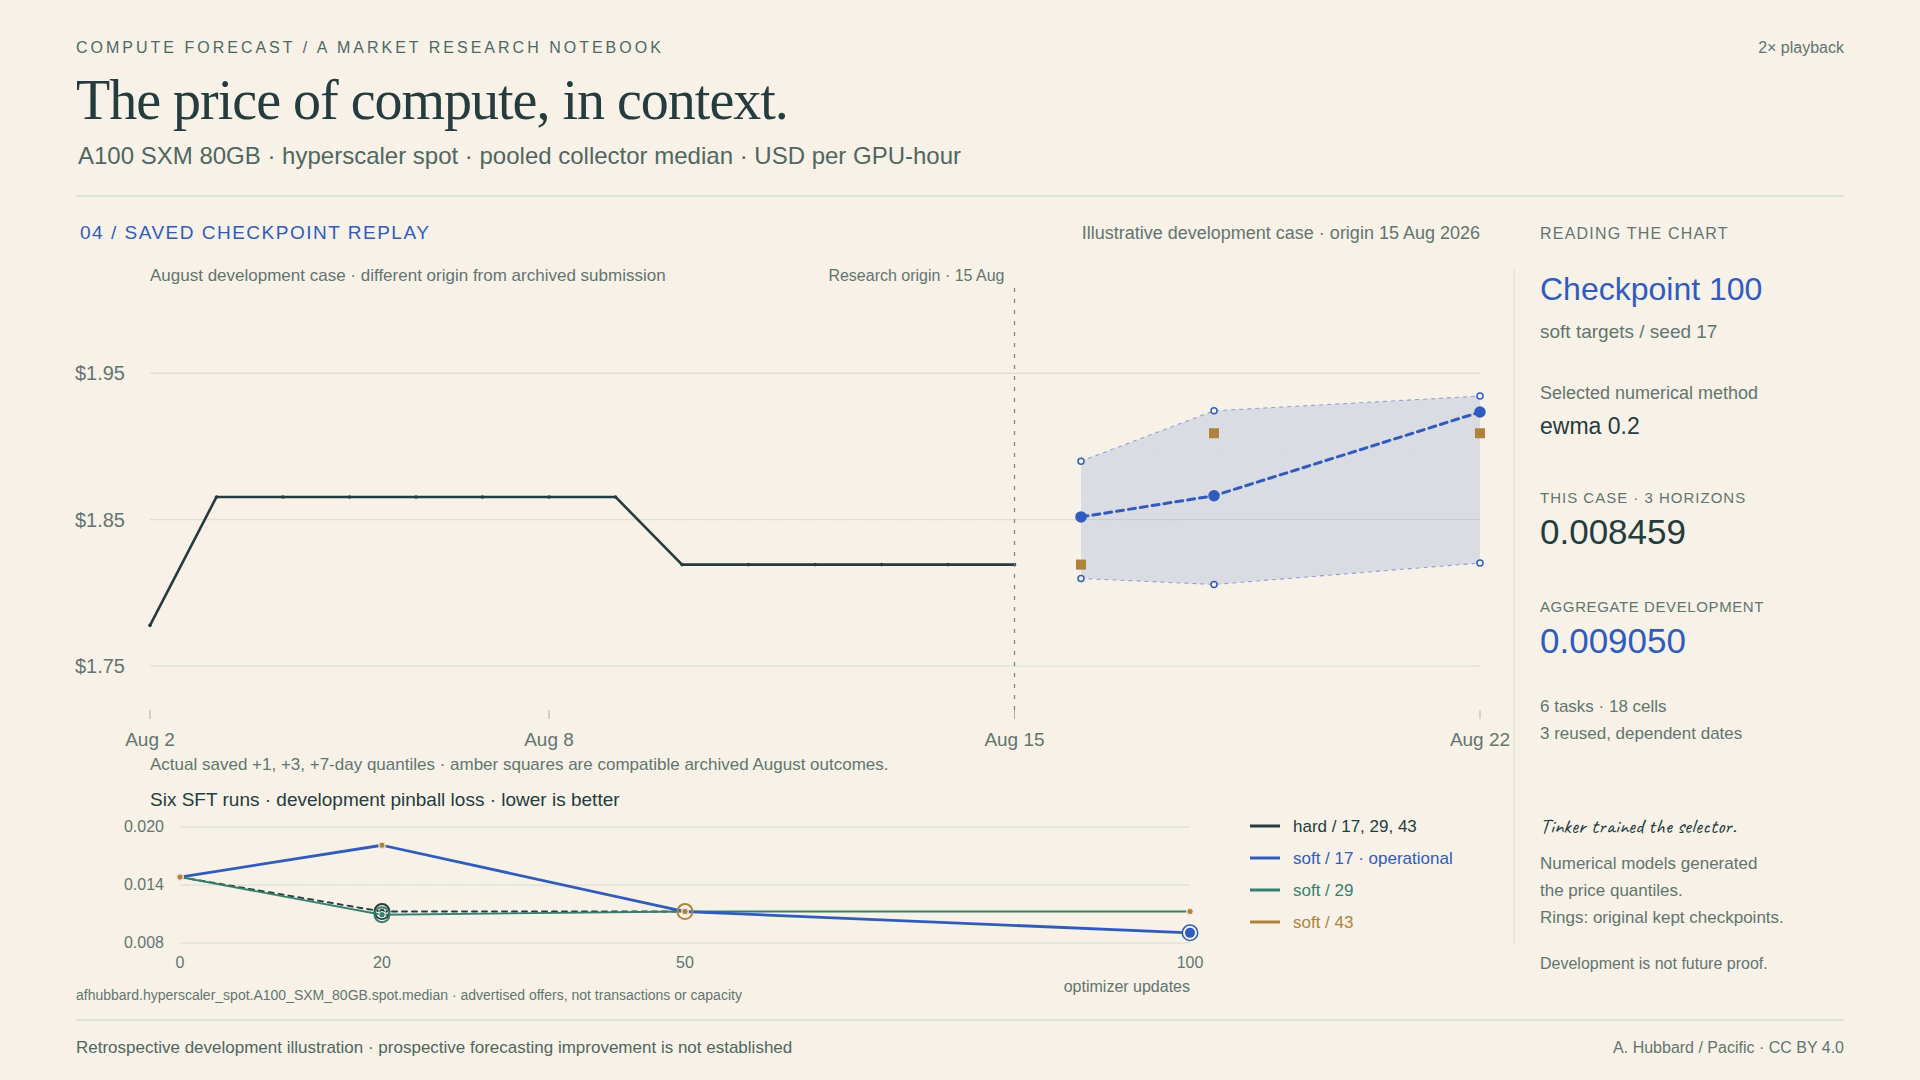 COMPUTE FORECAST / A MARKET RESEARCH NOTEBOOK
2× playback
The price of compute, in context.
A100 SXM 80GB · hyperscaler spot · pooled collector median · USD per GPU-hour
04 / SAVED CHECKPOINT REPLAY
Illustrative development case · origin 15 Aug 2026
August development case · different origin from archived submission
Research origin · 15 Aug
$1.95
$1.85
$1.75
Aug 2
Aug 8
Aug 15
Aug 22
Actual saved +1, +3, +7-day quantiles · amber squares are compatible archived August outcomes.
Six SFT runs · development pinball loss · lower is better
0.020
0.014
0.008
0
20
50
100
optimizer updates
hard / 17, 29, 43
soft / 17 · operational
soft / 29
soft / 43
afhubbard.hyperscaler_spot.A100_SXM_80GB.spot.median · advertised offers, not transactions or capacity
READING THE CHART
Checkpoint 100
soft targets / seed 17
Selected numerical method
ewma 0.2
THIS CASE · 3 HORIZONS
0.008459
AGGREGATE DEVELOPMENT
0.009050
6 tasks · 18 cells
3 reused, dependent dates
Tinker trained the selector.
Numerical models generated
the price quantiles.
Rings: original kept checkpoints.
Development is not future proof.
Retrospective development illustration · prospective forecasting improvement is not established
A. Hubbard / Pacific · CC BY 4.0